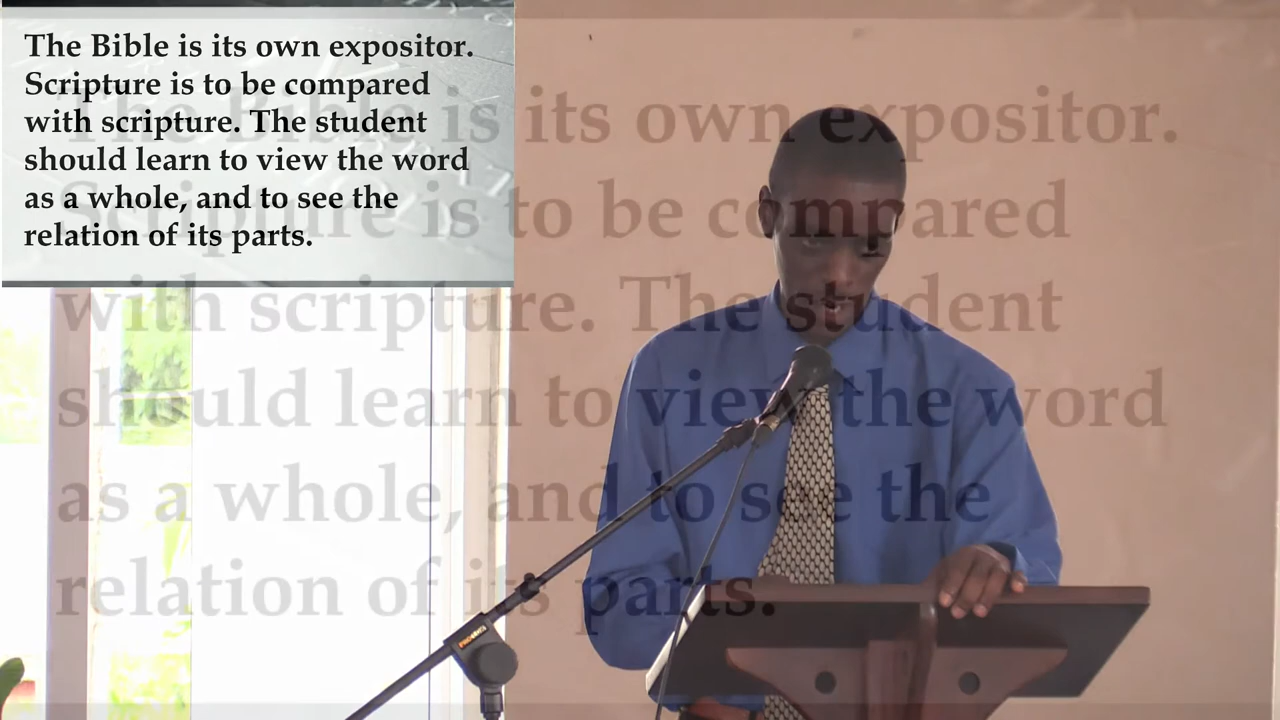 The Bible is its own expositor.
Scripture is to be compared
with scripture. The student
should learn to view the word
as a whole, and to see the
relation of its parts.
The Bible is its own expositor.
Scripture is to be compared
with scripture. The student
should learn to view the word
as a whole, and to see the
relation of its parts.